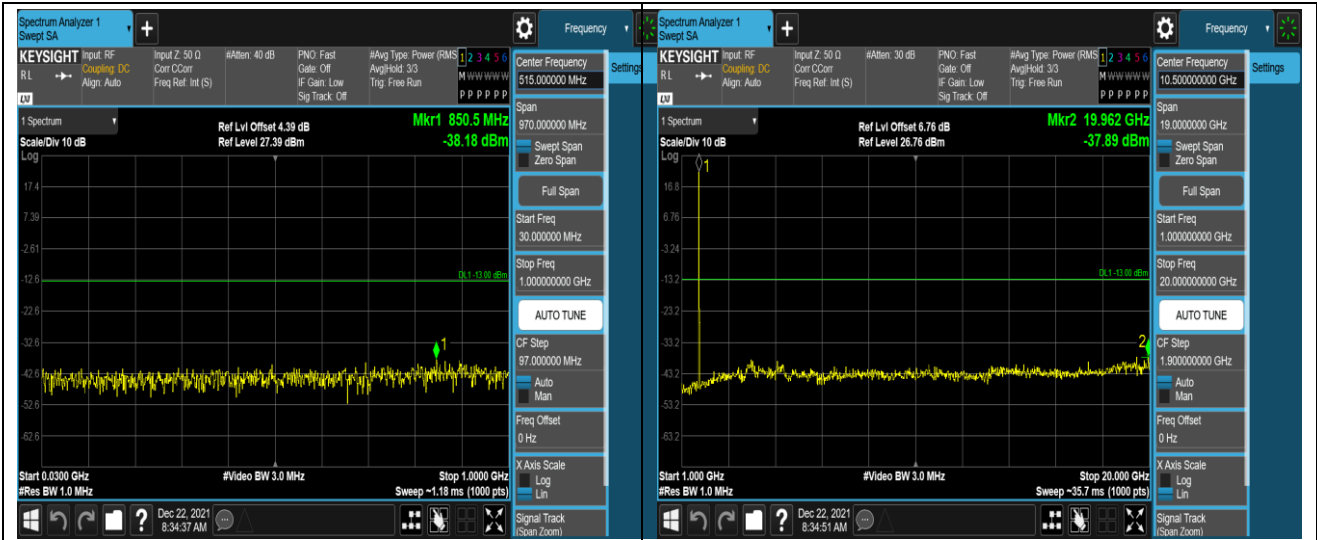 Spectrum Analyzer 1
Swept SA
+
Frequency
KEYSIGHT
RL
LXI
Input: RF
Coupling: DC
Align: Auto
Input Z: 50 Ω
Corr CCorr
Freq Ref: Int (S)
#Atten: 40 dB
PNO: Fast
Gate: Off
IF Gain: Low
Sig Track: Off
#Avg Type: Power (RMS
Avg|Hold: 3/3
Trig: Free Run
1 2 3 4 5 6
M W W W W W
P P P P P P
Center Frequency
515.000000 MHz
Settings
1 Spectrum
Scale/Div 10 dB
Log
Ref Lvl Offset 4.39 dB
Ref Level 27.39 dBm
Mkr1 850.5 MHz
-38.18 dBm
17.4
7.39
-2.61
-12.6
-22.6
-32.6
-42.6
-52.6
-62.6
DL1 -13.00 dBm
1
Start 0.0300 GHz
#Res BW 1.0 MHz
#Video BW 3.0 MHz
Stop 1.0000 GHz
Sweep ~1.18 ms (1000 pts)
Span
970.000000 MHz
Swept Span
Zero Span
Full Span
Start Freq
30.000000 MHz
Stop Freq
1.000000000 GHz
AUTO TUNE
CF Step
97.000000 MHz
Auto
Man
Freq Offset
0 Hz
X Axis Scale
Log
Lin
Signal Track
(Span Zoom)
?
Dec 22, 2021
8:34:37 AM
Spectrum Analyzer 1
Swept SA
+
Frequency
KEYSIGHT
RL
LXI
Input: RF
Coupling: DC
Align: Auto
Input Z: 50 Ω
Corr CCorr
Freq Ref: Int (S)
#Atten: 30 dB
PNO: Fast
Gate: Off
IF Gain: Low
Sig Track: Off
#Avg Type: Power (RMS
Avg|Hold: 3/3
Trig: Free Run
1 2 3 4 5 6
M W W W W W
P P P P P P
Center Frequency
10.500000000 GHz
Settings
1 Spectrum
Scale/Div 10 dB
Log
Ref Lvl Offset 6.76 dB
Ref Level 26.76 dBm
Mkr2 19.962 GHz
-37.89 dBm
1
16.8
6.76
-3.24
-13.2
-23.2
-33.2
-43.2
-53.2
-63.2
DL1 -13.00 dBm
2
Start 1.000 GHz
#Res BW 1.0 MHz
#Video BW 3.0 MHz
Stop 20.000 GHz
Sweep ~35.7 ms (1000 pts)
Span
19.0000000 GHz
Swept Span
Zero Span
Full Span
Start Freq
1.000000000 GHz
Stop Freq
20.000000000 GHz
AUTO TUNE
CF Step
1.900000000 GHz
Auto
Man
Freq Offset
0 Hz
X Axis Scale
Log
Lin
Signal Track
(Span Zoom)
?
Dec 22, 2021
8:34:51 AM